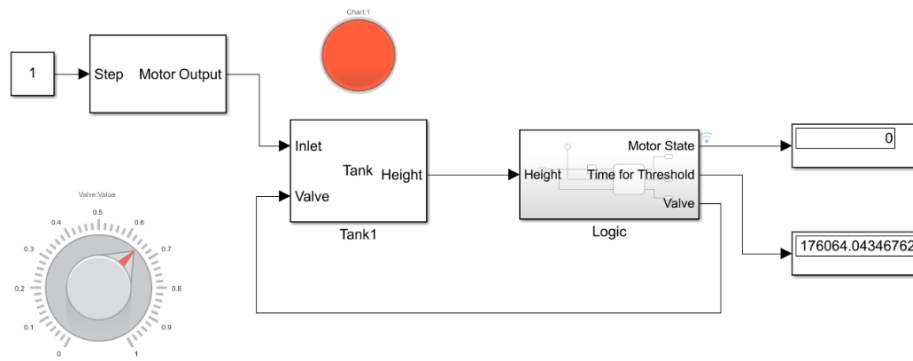 Chart:1
1
Step
Motor Output
Inlet
Tank
Height
Valve
Tank1
Height
Motor State
Time for Threshold
Valve
Logic
0
176064.04346762
Valve:Value
0
0.1
0.2
0.3
0.4
0.5
0.6
0.7
0.8
0.9
1